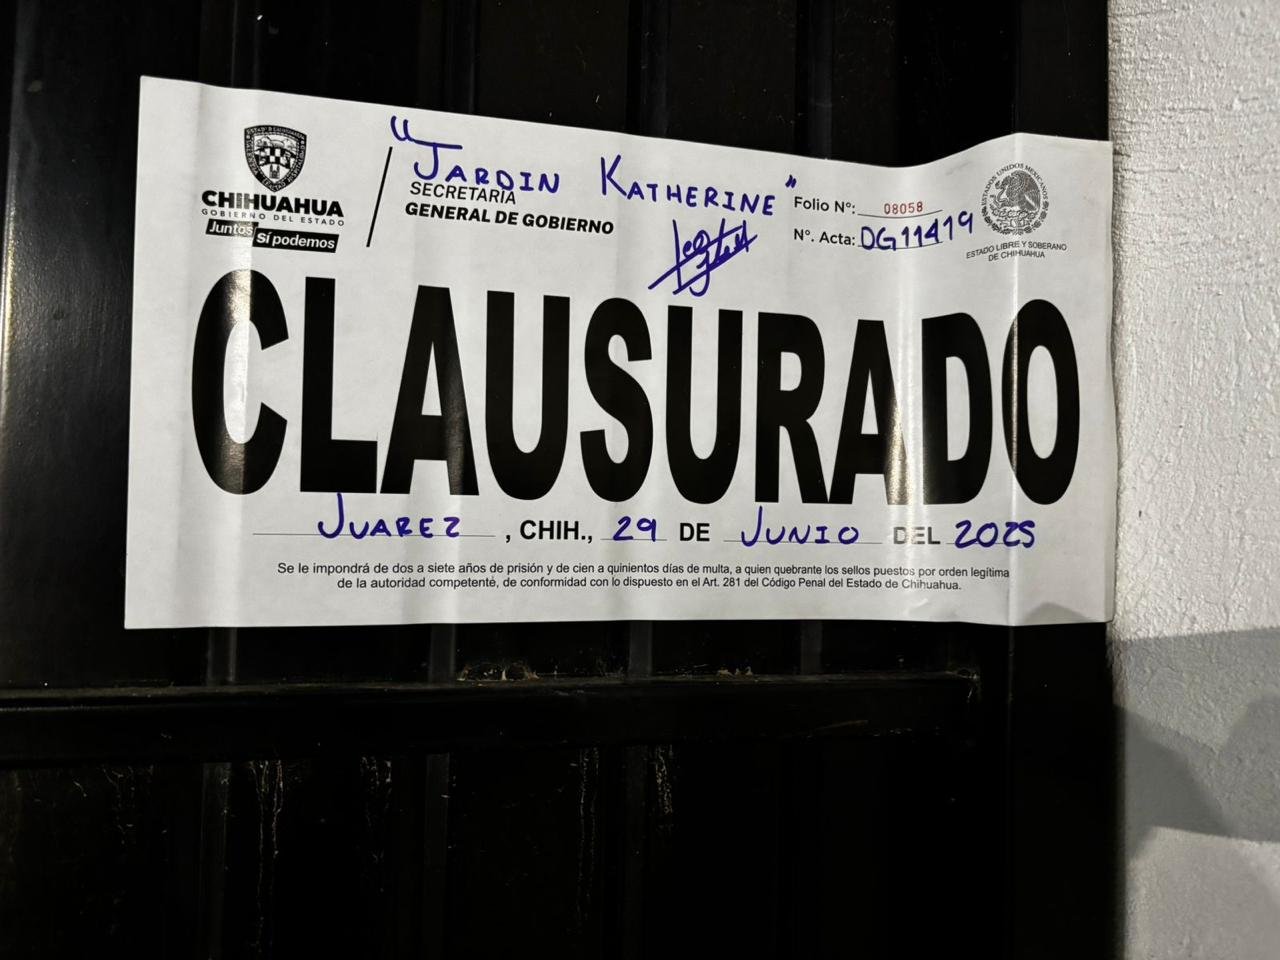 "JARDIN KATHERINE"
CHIHUAHUA
GOBIERNO DEL ESTADO
Juntos Sí podemos
SECRETARÍA
GENERAL DE GOBIERNO
Folio Nº: 08058
Nº. Acta: DG11419
ESTADOS UNIDOS MEXICANOS
ESTADO LIBRE Y SOBERANO
DE CHIHUAHUA
CLAUSURADO
JUAREZ, CHIH., 29 DE JUNIO DEL 2025
Se le impondrá de dos a siete años de prisión y de cien a quinientos días de multa, a quien quebrante los sellos puestos por orden legítima
de la autoridad competente, de conformidad con lo dispuesto en el Art. 281 del Código Penal del Estado de Chihuahua.